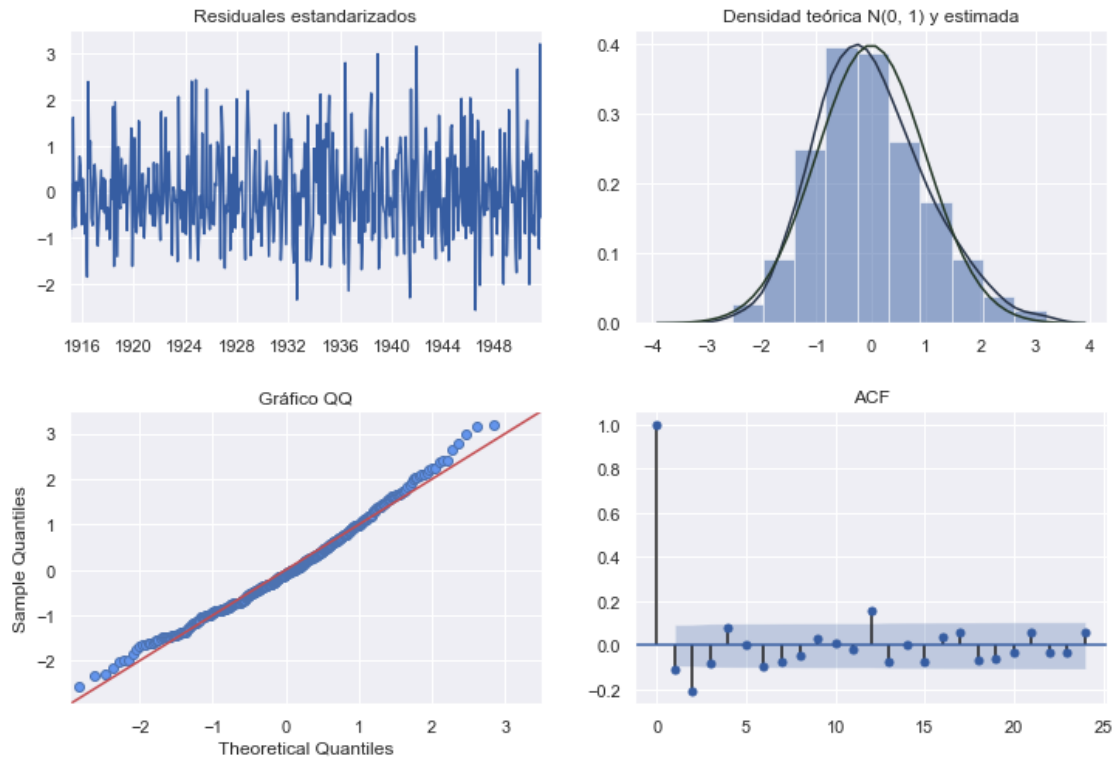 Residuales estandarizados
3
2
1
0
−1
−2
1916 1920 1924 1928 1932 1936 1940 1944 1948
Densidad teórica N(0, 1) y estimada
0.4
0.3
0.2
0.1
0.0
−4 −3 −2 −1 0 1 2 3 4
Gráfico QQ
Sample Quantiles
3
2
1
0
−1
−2
−2 −1 0 1 2 3
Theoretical Quantiles
ACF
1.0
0.8
0.6
0.4
0.2
0.0
−0.2
0 5 10 15 20 25